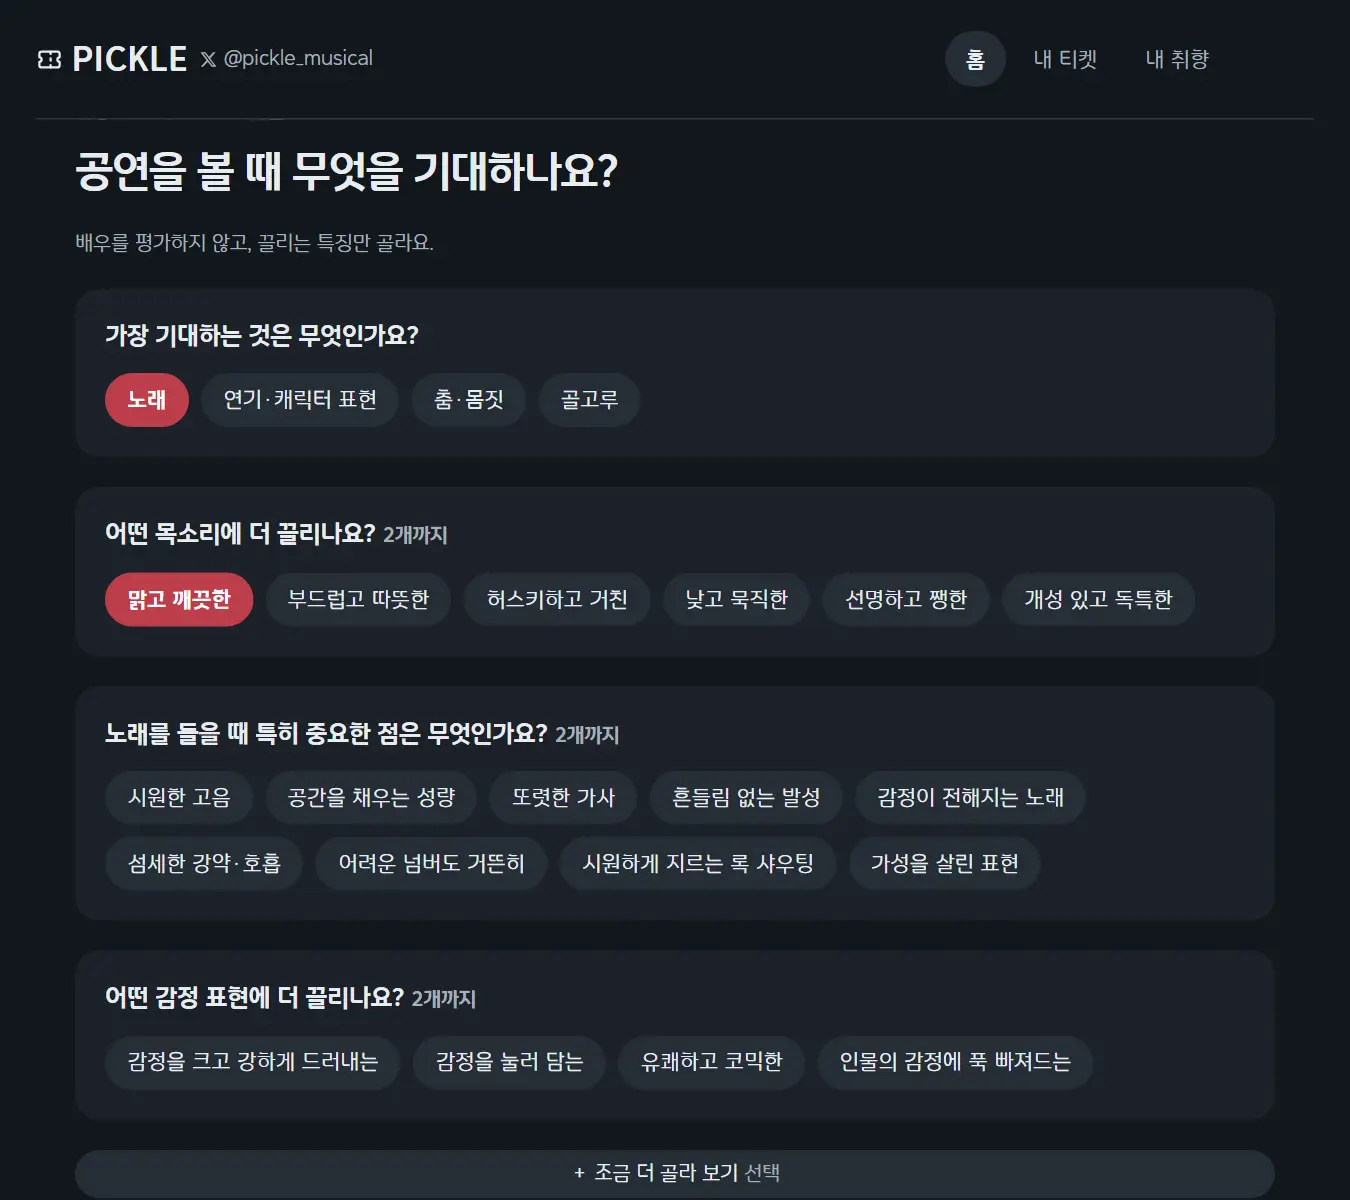 PICKLE 𝕏 @pickle_musical 홈 내 티켓 내 취향
공연을 볼 때 무엇을 기대하나요?
배우를 평가하지 않고, 끌리는 특징만 골라요.
가장 기대하는 것은 무엇인가요?
노래 연기·캐릭터 표현 춤·몸짓 골고루
어떤 목소리에 더 끌리나요? 2개까지
맑고 깨끗한 부드럽고 따뜻한 허스키하고 거친 낮고 묵직한 선명하고 쨍한 개성 있고 독특한
노래를 들을 때 특히 중요한 점은 무엇인가요? 2개까지
시원한 고음 공간을 채우는 성량 또렷한 가사 흔들림 없는 발성 감정이 전해지는 노래
섬세한 강약·호흡 어려운 넘버도 거뜬히 시원하게 지르는 록 샤우팅 가성을 살린 표현
어떤 감정 표현에 더 끌리나요? 2개까지
감정을 크고 강하게 드러내는 감정을 눌러 담는 유쾌하고 코믹한 인물의 감정에 푹 빠져드는
+ 조금 더 골라 보기 선택